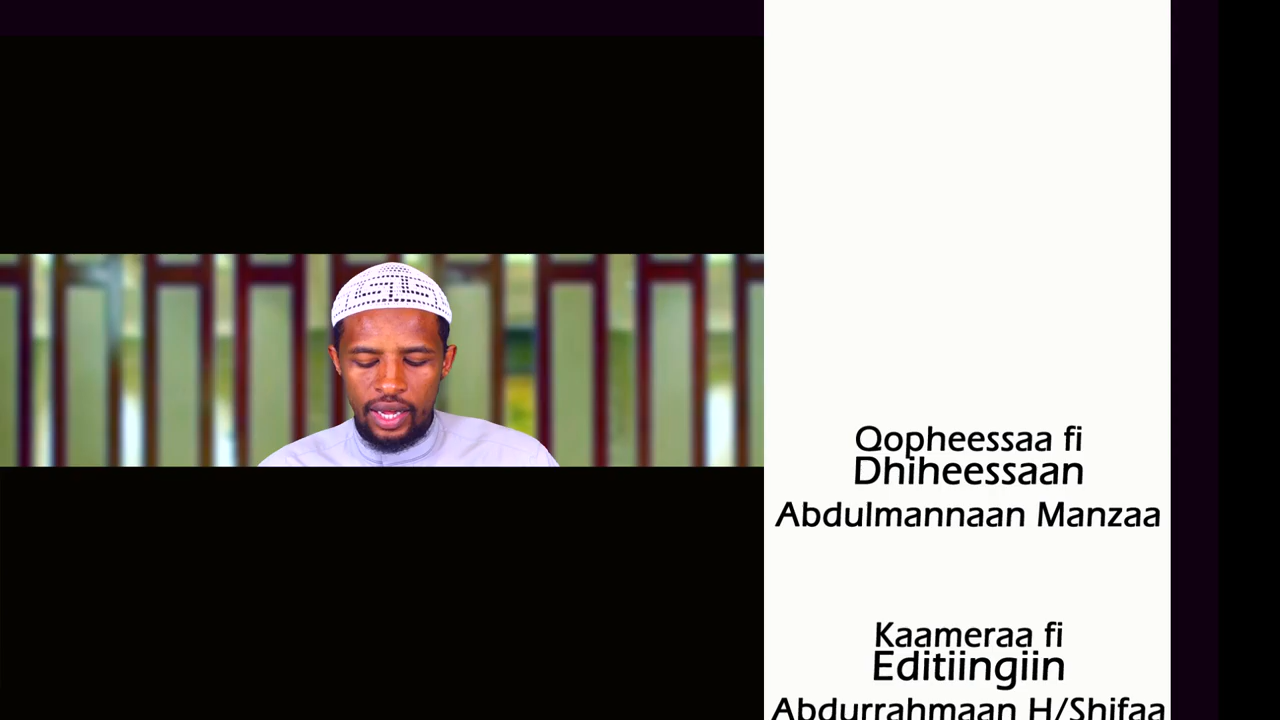 Qopheessaa fi
Dhiheessaan
Abdulmannaan Manzaa
Kaameraa fi
Editiingiin
Abdurrahmaan H/Shifaa